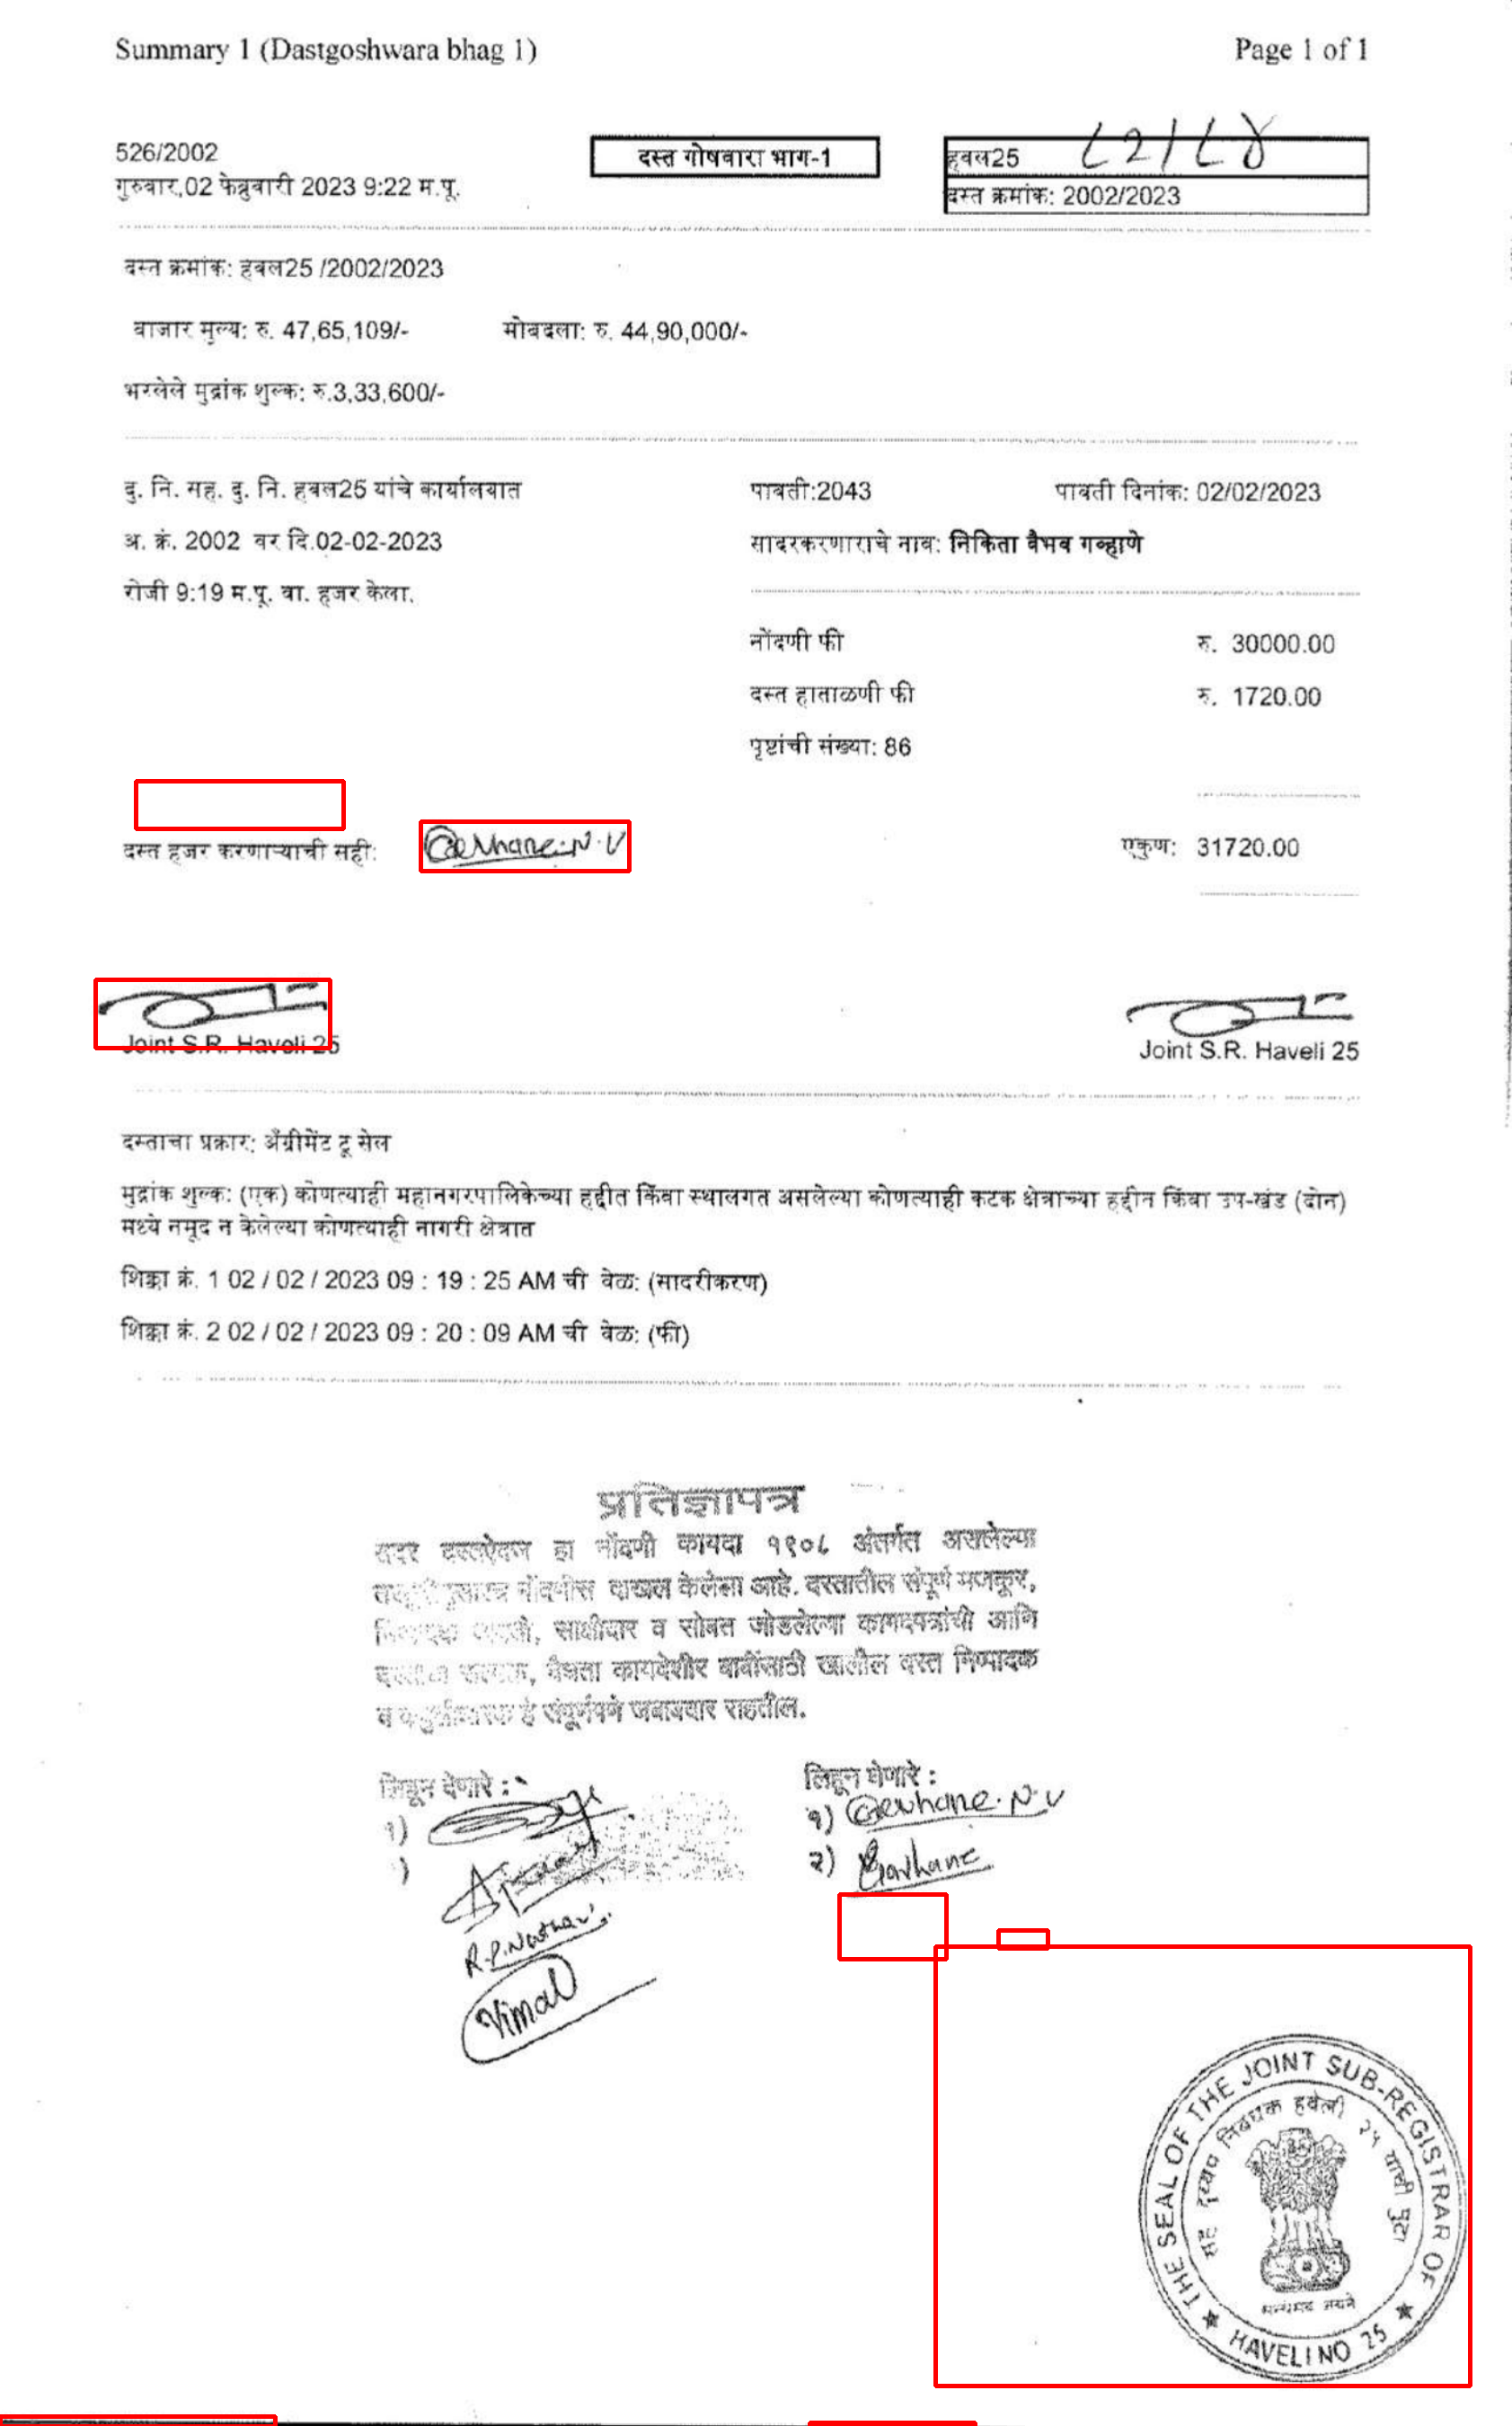 Summary 1 (Dastgoshwara bhag 1)
Page 1 of 1
526/2002
गुरुवार,02 फेब्रुवारी 2023 9:22 म.पू.
दस्त गोषवारा भाग-1
हवल25
८२/८४
दस्त क्रमांक: 2002/2023
दस्त क्रमांक: हवल25 /2002/2023
बाजार मुल्य: रु. 47,65,109/- मोबदला: रु. 44,90,000/-
भरलेले मुद्रांक शुल्क: रु.3,33,600/-
दु. नि. सह. दु. नि. हवल25 यांचे कार्यालयात
अ. क्रं. 2002 वर दि.02-02-2023
रोजी 9:19 म.पू. वा. हजर केला.
पावती:2043 पावती दिनांक: 02/02/2023
सादरकरणाराचे नाव: निकिता वैभव गव्हाणे
नोंदणी फी रु. 30000.00
दस्त हाताळणी फी रु. 1720.00
पृष्टांची संख्या: 86
एकुण: 31720.00
दस्त हजर करणाऱ्याची सही:
Gavhane.N.V
Joint S.R. Haveli 25
Joint S.R. Haveli 25
दस्ताचा प्रकार: अँग्रीमेंट टू सेल
मुद्रांक शुल्क: (एक) कोणत्याही महानगरपालिकेच्या हद्दीत किंवा स्थालगत असलेल्या कोणत्याही कटक क्षेत्राच्या हद्दीत किंवा उप-खंड (दोन)
मध्ये नमूद न केलेल्या कोणत्याही नागरी क्षेत्रात
शिक्का क्रं. 1 02 / 02 / 2023 09 : 19 : 25 AM ची वेळ: (सादरीकरण)
शिक्का क्रं. 2 02 / 02 / 2023 09 : 20 : 09 AM ची वेळ: (फी)
प्रतिज्ञापत्र
सदर दस्तऐवज हा नोंदणी कायदा १९०८ अंतर्गत असलेल्या
नोंदणीस दाखल केलेला आहे. दस्तातील संपूर्ण मजकूर,
साक्षीदार व सोबत जोडलेल्या कागदपत्रांची आणि
वैधता कायदेशीर बाबींसाठी खालील दस्त निष्पादक
व हे संपूर्णपणे जबाबदार राहतील.
लिहून देणारे :
१)
)
R.P.
Vimal
लिहून घेणारे :
१) Gavhane.N.V
२) Gavhane
THE SEAL OF THE JOINT SUB-REGISTRAR OF
सह दुय्यम निबंधक हवेली २५ यांची मुद्रा
सत्यमेव जयते
HAVELI NO 25